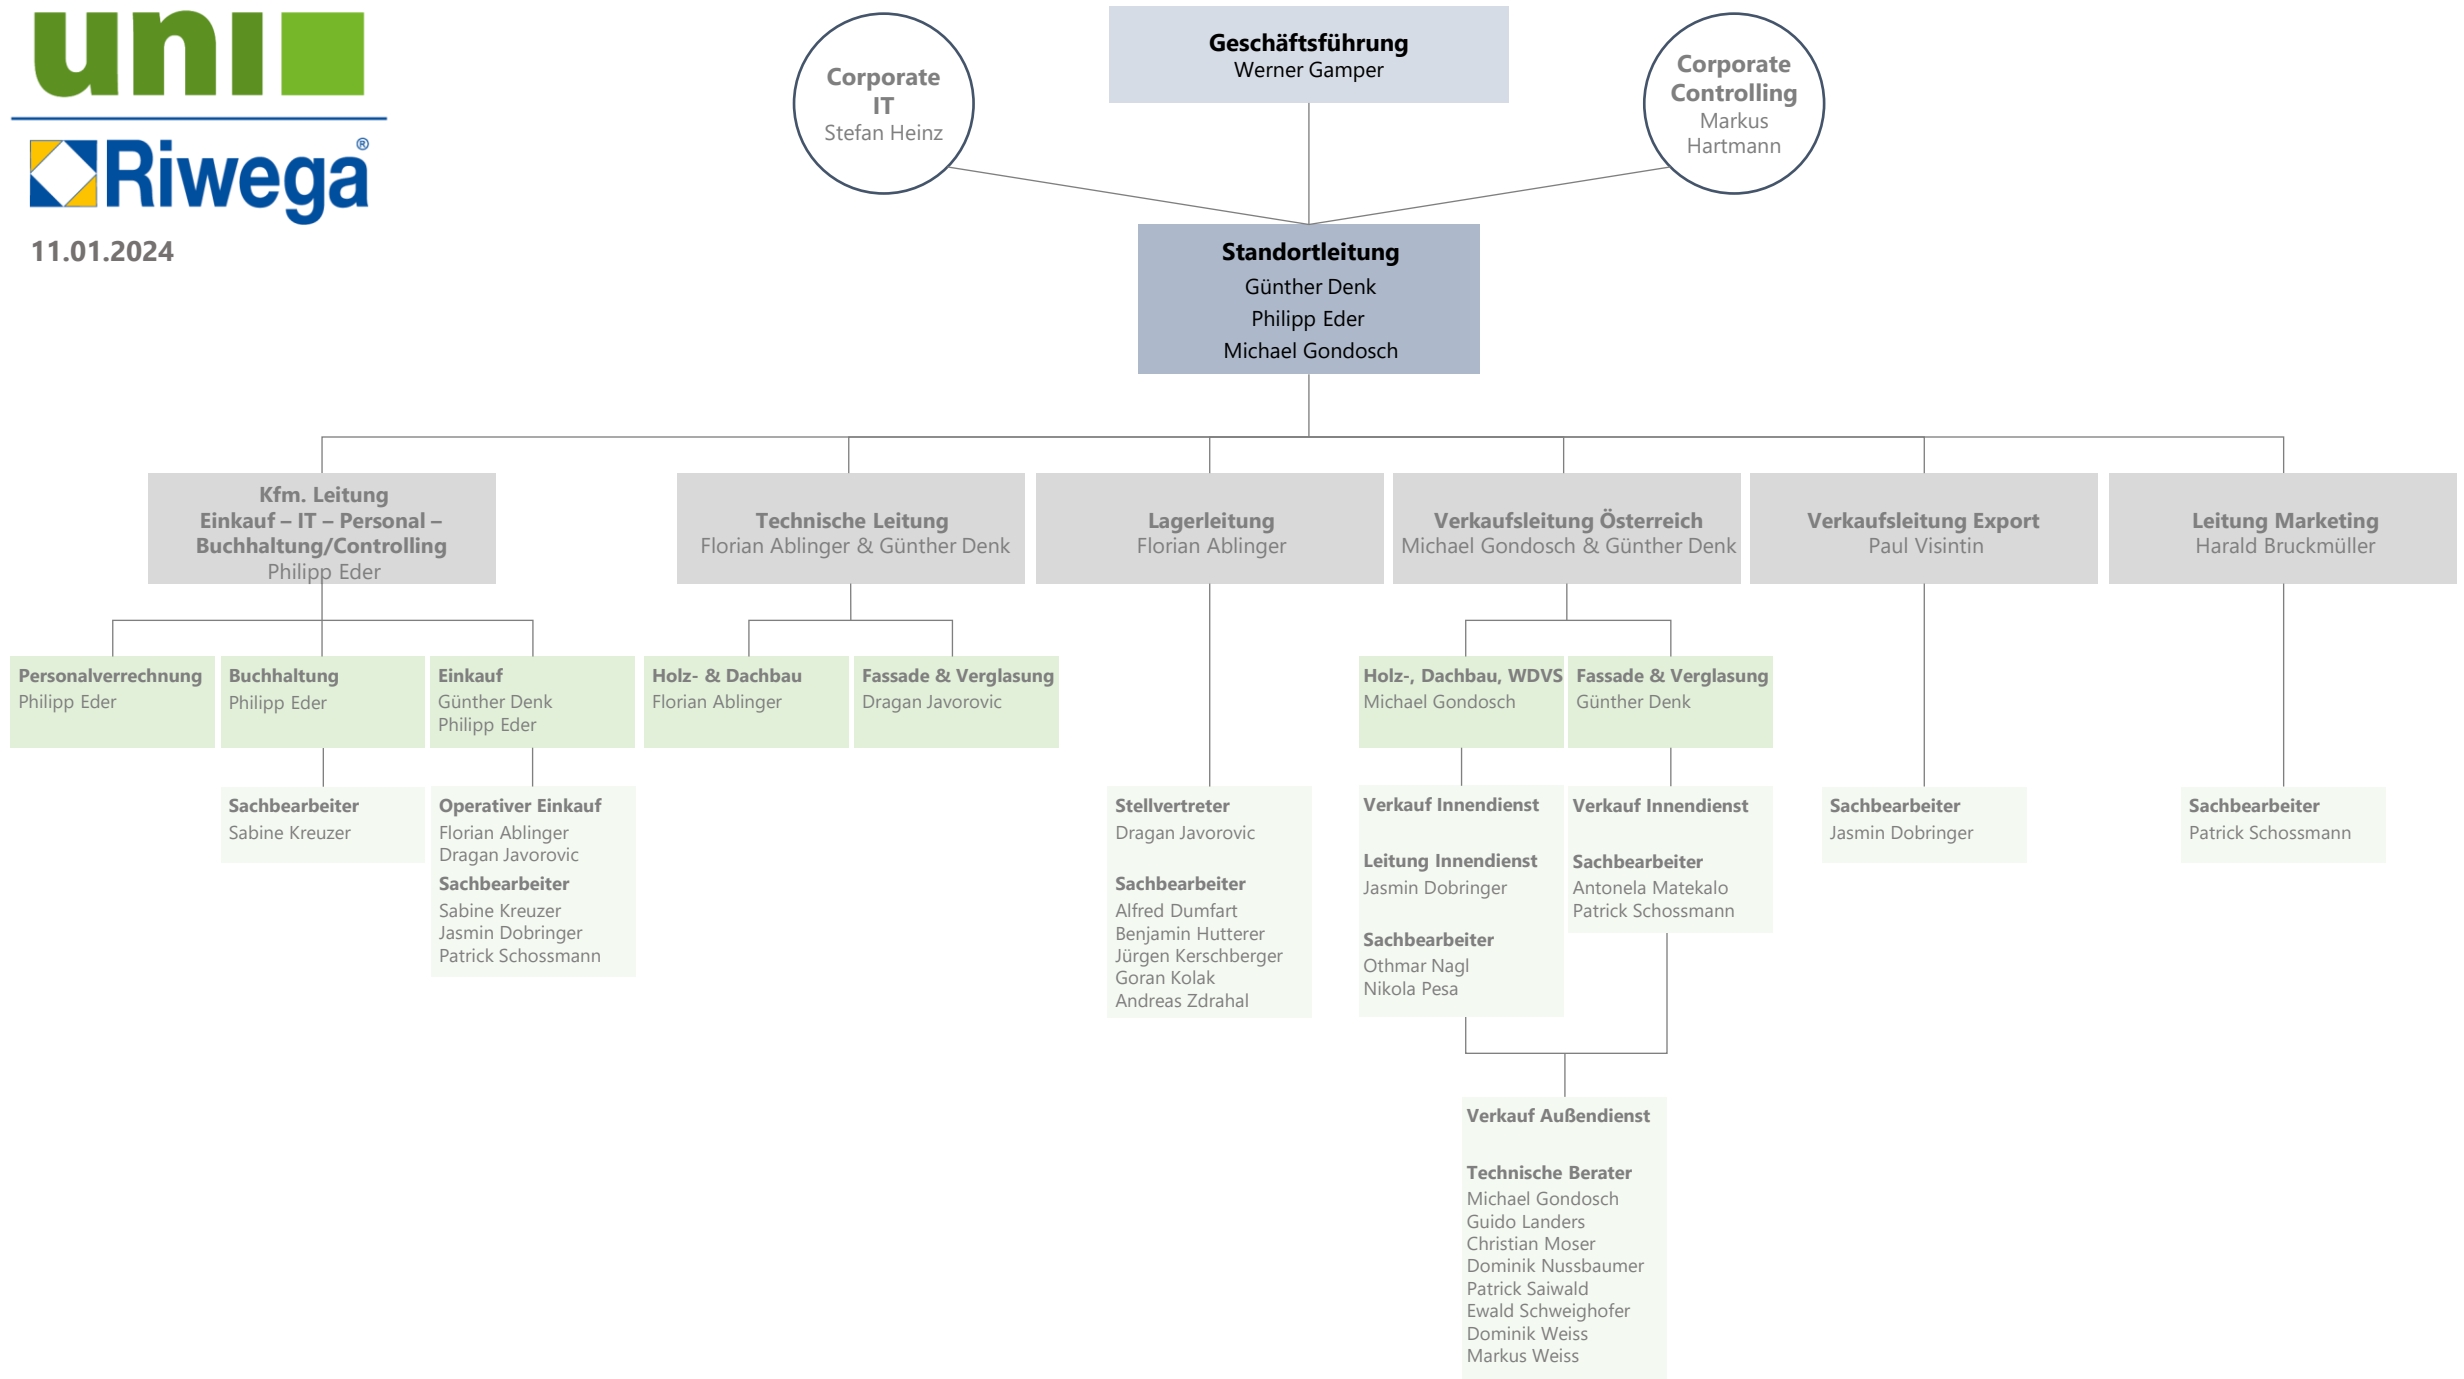 uni
Riwega®
11.01.2024
Corporate
IT
Stefan Heinz
Geschäftsführung
Werner Gamper
Corporate
Controlling
Markus
Hartmann
Standortleitung
Günther Denk
Philipp Eder
Michael Gondosch
Kfm. Leitung
Einkauf – IT – Personal –
Buchhaltung/Controlling
Philipp Eder
Technische Leitung
Florian Ablinger & Günther Denk
Lagerleitung
Florian Ablinger
Verkaufsleitung Österreich
Michael Gondosch & Günther Denk
Verkaufsleitung Export
Paul Visintin
Leitung Marketing
Harald Bruckmüller
Personalverrechnung
Philipp Eder
Buchhaltung
Philipp Eder
Einkauf
Günther Denk
Philipp Eder
Holz- & Dachbau
Florian Ablinger
Fassade & Verglasung
Dragan Javorovic
Holz-, Dachbau, WDVS
Michael Gondosch
Fassade & Verglasung
Günther Denk
Sachbearbeiter
Sabine Kreuzer
Operativer Einkauf
Florian Ablinger
Dragan Javorovic
Sachbearbeiter
Sabine Kreuzer
Jasmin Dobringer
Patrick Schossmann
Stellvertreter
Dragan Javorovic
Sachbearbeiter
Alfred Dumfart
Benjamin Hutterer
Jürgen Kerschberger
Goran Kolak
Andreas Zdrahal
Verkauf Innendienst
Leitung Innendienst
Jasmin Dobringer
Sachbearbeiter
Othmar Nagl
Nikola Pesa
Verkauf Innendienst
Sachbearbeiter
Antonela Matekalo
Patrick Schossmann
Sachbearbeiter
Jasmin Dobringer
Sachbearbeiter
Patrick Schossmann
Verkauf Außendienst
Technische Berater
Michael Gondosch
Guido Landers
Christian Moser
Dominik Nussbaumer
Patrick Saiwald
Ewald Schweighofer
Dominik Weiss
Markus Weiss